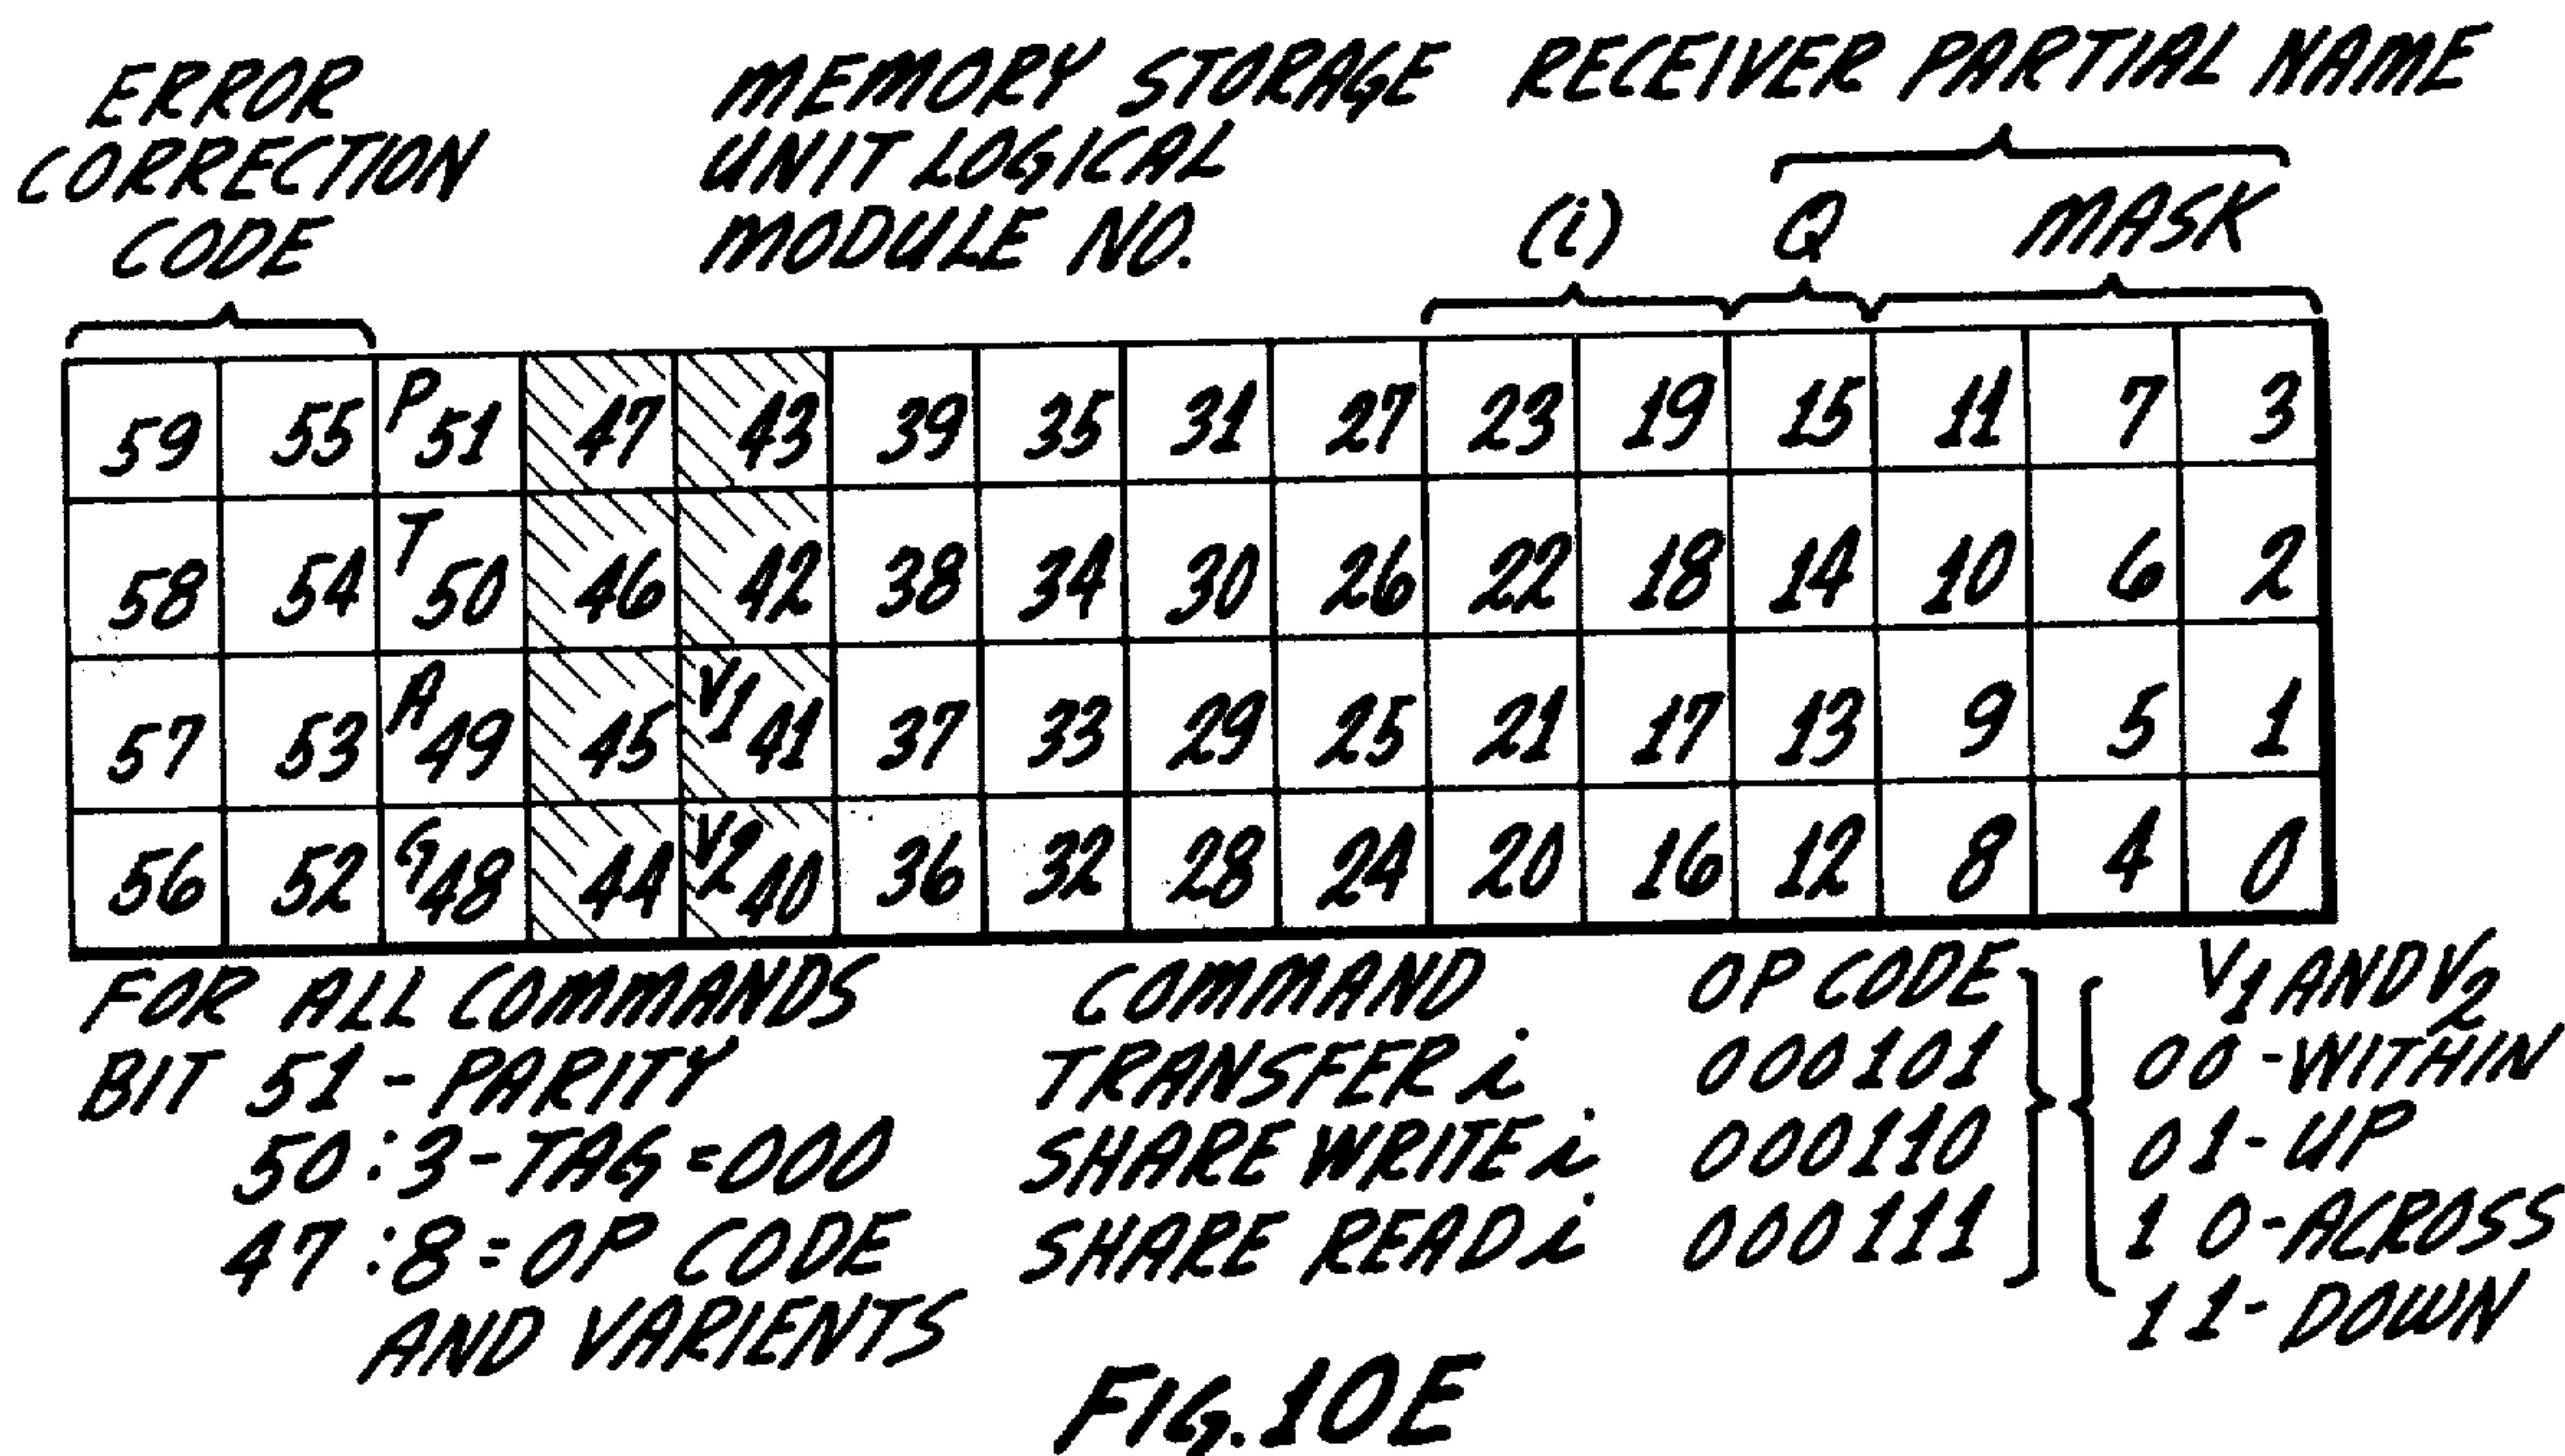 ERROR CORRECTION CODE
MEMORY STORAGE UNIT LOGICAL MODULE NO.
RECEIVER PARTIAL NAME
(i) Q MASK
59 55 P 51 47 43 39 35 31 27 23 19 15 11 7 3
58 54 T 50 46 42 38 34 30 26 22 18 14 10 6 2
57 53 A 49 45 V1 41 37 33 29 25 21 17 13 9 5 1
56 52 G 48 44 V2 40 36 32 28 24 20 16 12 8 4 0
FOR ALL COMMANDS
BIT 51 - PARITY
50:3 - TAG = 000
47:8 = OP CODE
AND VARIENTS
COMMAND OP CODE
TRANSFER i 000101
SHARE WRITE i 000110
SHARE READ i 000111
V1 AND V2
00 - WITHIN
01 - UP
10 - ACROSS
11 - DOWN
FIG. 10E